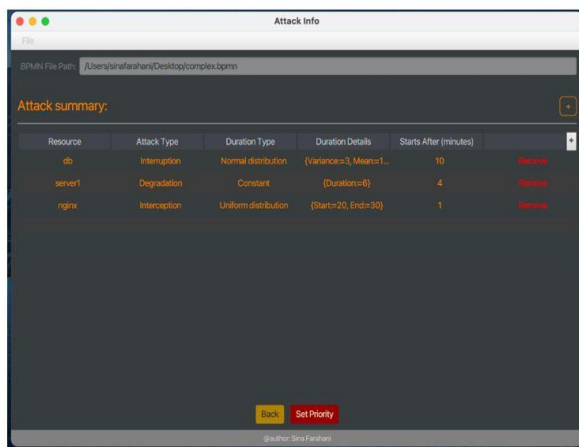 Attack Info
File
BPMN File Path: /Users/sinafarahani/Desktop/complex.bpmn
Attack summary: +
Resource Attack Type Duration Type Duration Details Starts After (minutes) +
db Interruption Normal distribution {Variance:=3, Mean:=1... 10 Remove
server1 Degradation Constant {Duration:=6} 4 Remove
nginx Interception Uniform distribution {Start:=20, End:=30} 1 Remove
Back Set Priority
@author: Sina Farahani